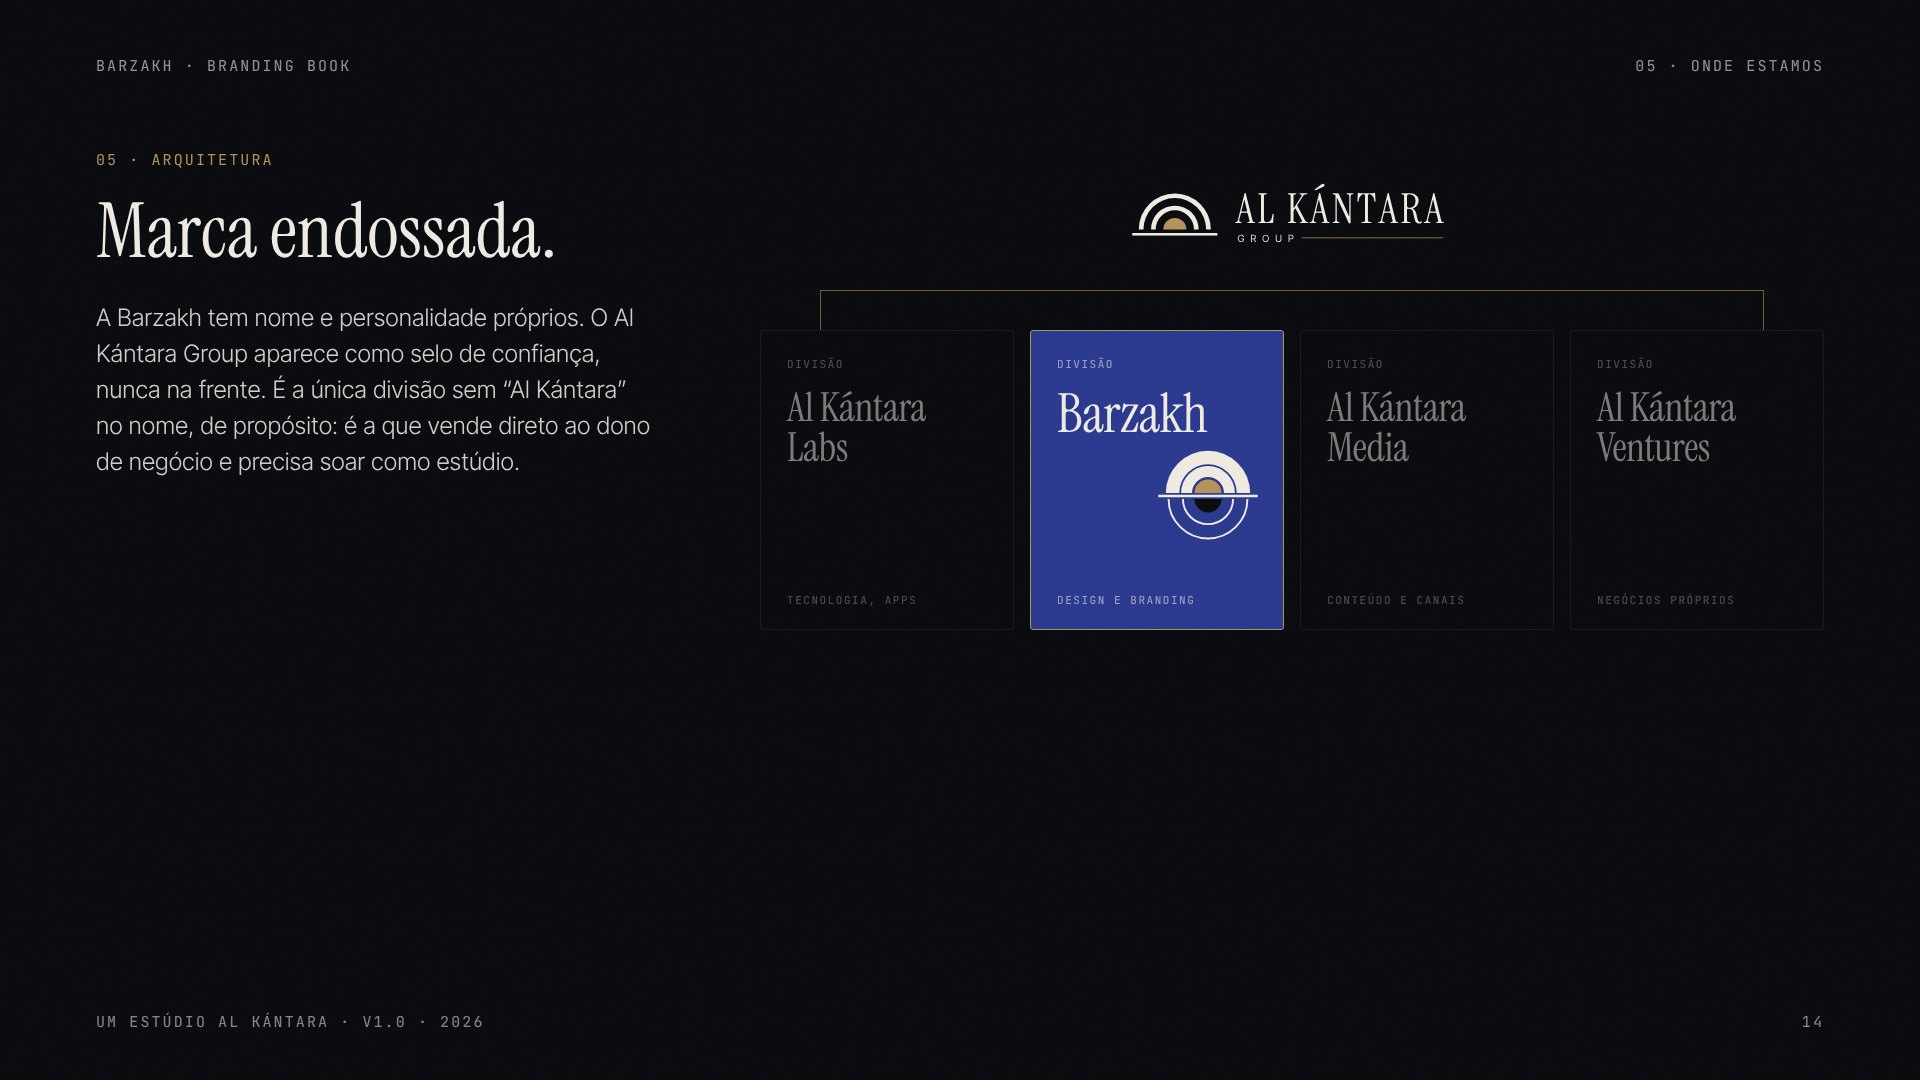 BARZAKH · BRANDING BOOK
05 · ONDE ESTAMOS
05 · ARQUITETURA
Marca endossada.
A Barzakh tem nome e personalidade próprios. O Al
Kántara Group aparece como selo de confiança,
nunca na frente. É a única divisão sem “Al Kántara”
no nome, de propósito: é a que vende direto ao dono
de negócio e precisa soar como estúdio.
AL KÁNTARA
GROUP
DIVISÃO
Al Kántara
Labs
TECNOLOGIA, APPS
DIVISÃO
Barzakh
DESIGN E BRANDING
DIVISÃO
Al Kántara
Media
CONTEÚDO E CANAIS
DIVISÃO
Al Kántara
Ventures
NEGÓCIOS PRÓPRIOS
UM ESTÚDIO AL KÁNTARA · V1.0 · 2026
14